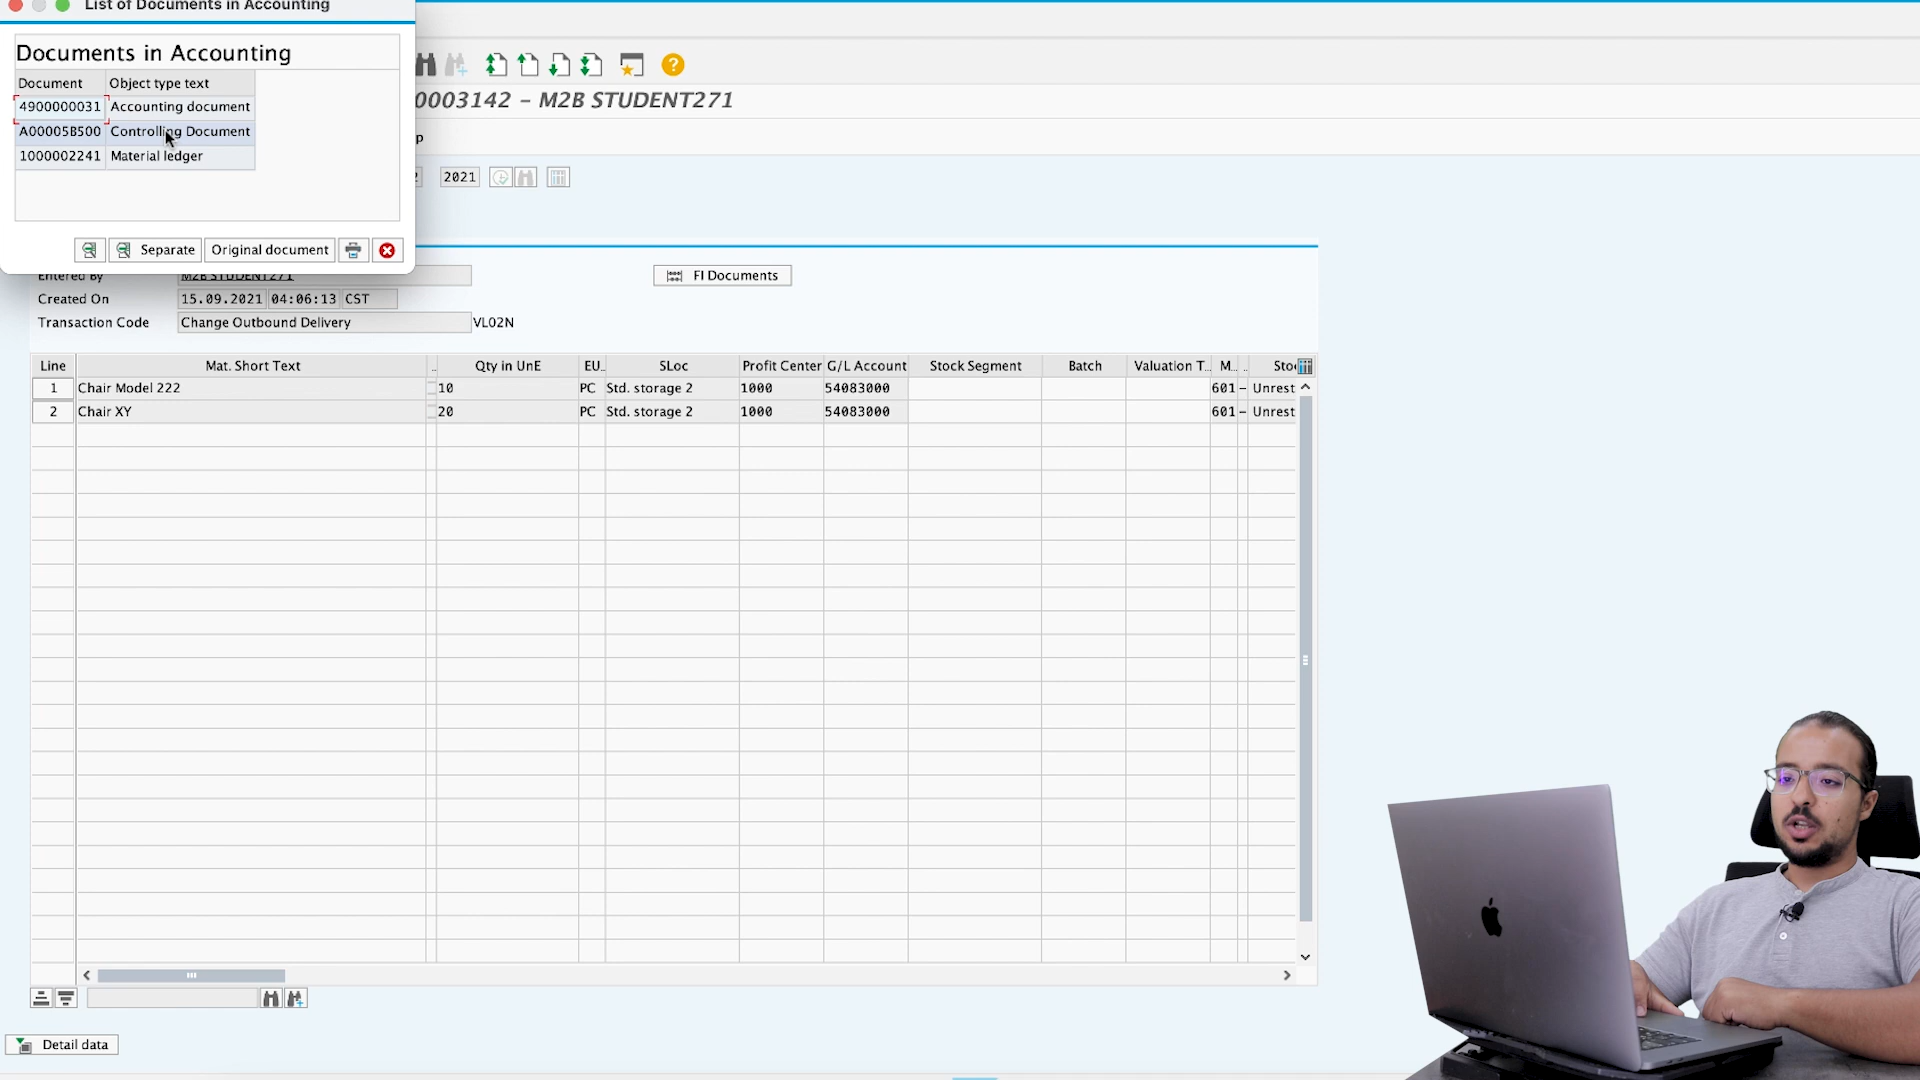 List of Documents in Accounting
Documents in Accounting
Document Object type text
4900000031 Accounting document
A00005B500 Controlling Document
1000002241 Material ledger
Separate Original document
0003142 - M2B STUDENT271
p
2 2021
Entered By M2B STUDENT271 FI Documents
Created On 15.09.2021 04:06:13 CST
Transaction Code Change Outbound Delivery VL02N
Line Mat. Short Text .. Qty in UnE EU.. SLoc Profit Center G/L Account Stock Segment Batch Valuation T... M... .. Sto
1 Chair Model 222 10 PC Std. storage 2 1000 54083000 601 - Unrest
2 Chair XY 20 PC Std. storage 2 1000 54083000 601 - Unrest
Detail data